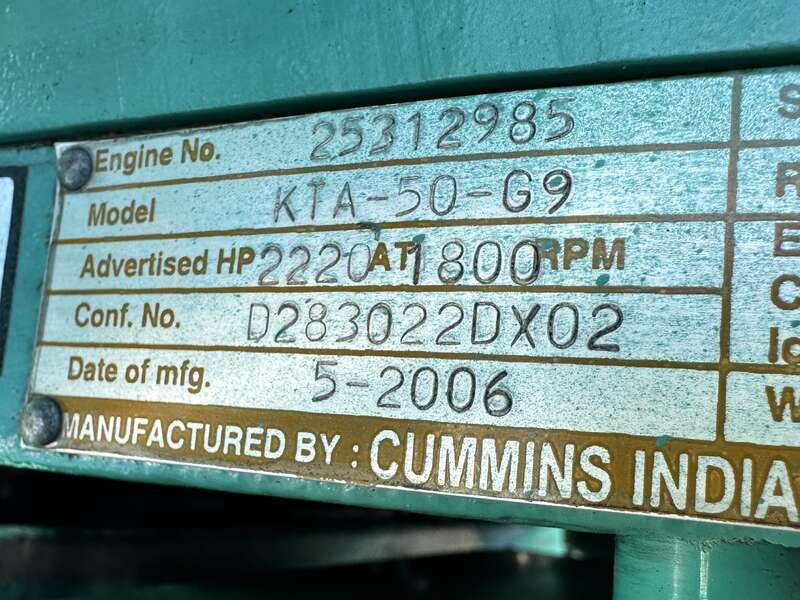 Engine No. 25312985
Model KTA-50-G9
Advertised HP 2220 AT 1800 RPM
Conf. No. D283022DX02
Date of mfg. 5-2006
MANUFACTURED BY : CUMMINS INDIA